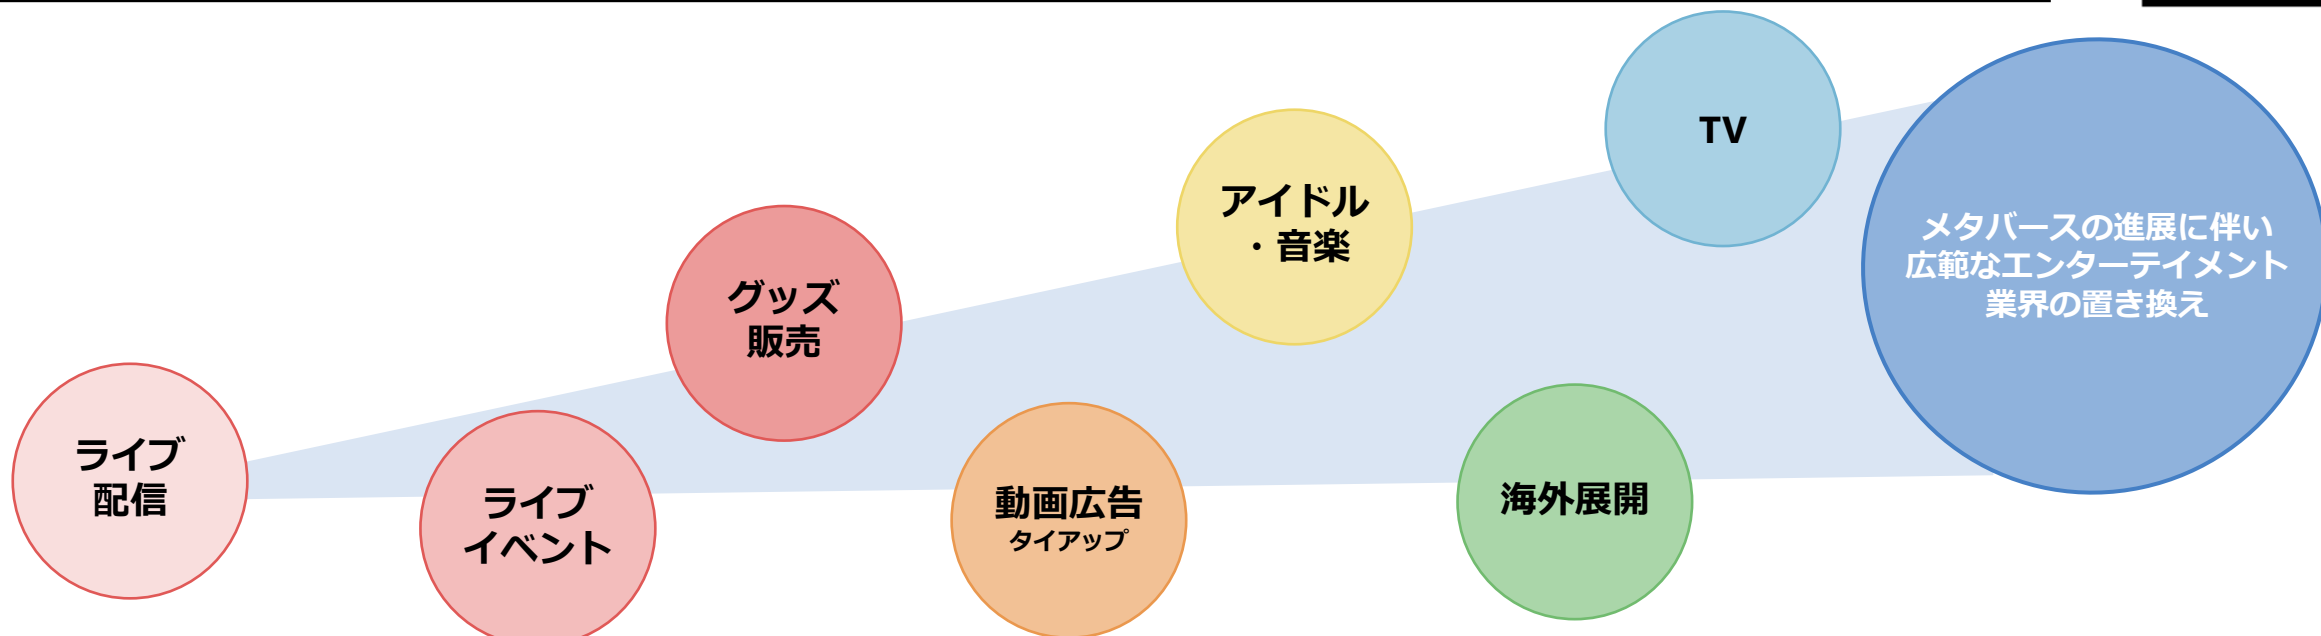 ライブ
配信
ライブ
イベント
グッズ
販売
動画広告
タイアップ
アイドル
・音楽
海外展開
TV
メタバースの進展に伴い
広範なエンターテイメント
業界の置き換え